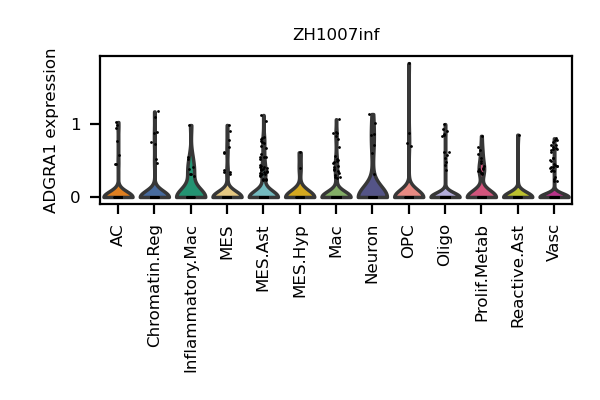 ZH1007inf
ADGRA1 expression
1
0
AC
Chromatin.Reg
Inflammatory.Mac
MES
MES.Ast
MES.Hyp
Mac
Neuron
OPC
Oligo
Prolif.Metab
Reactive.Ast
Vasc